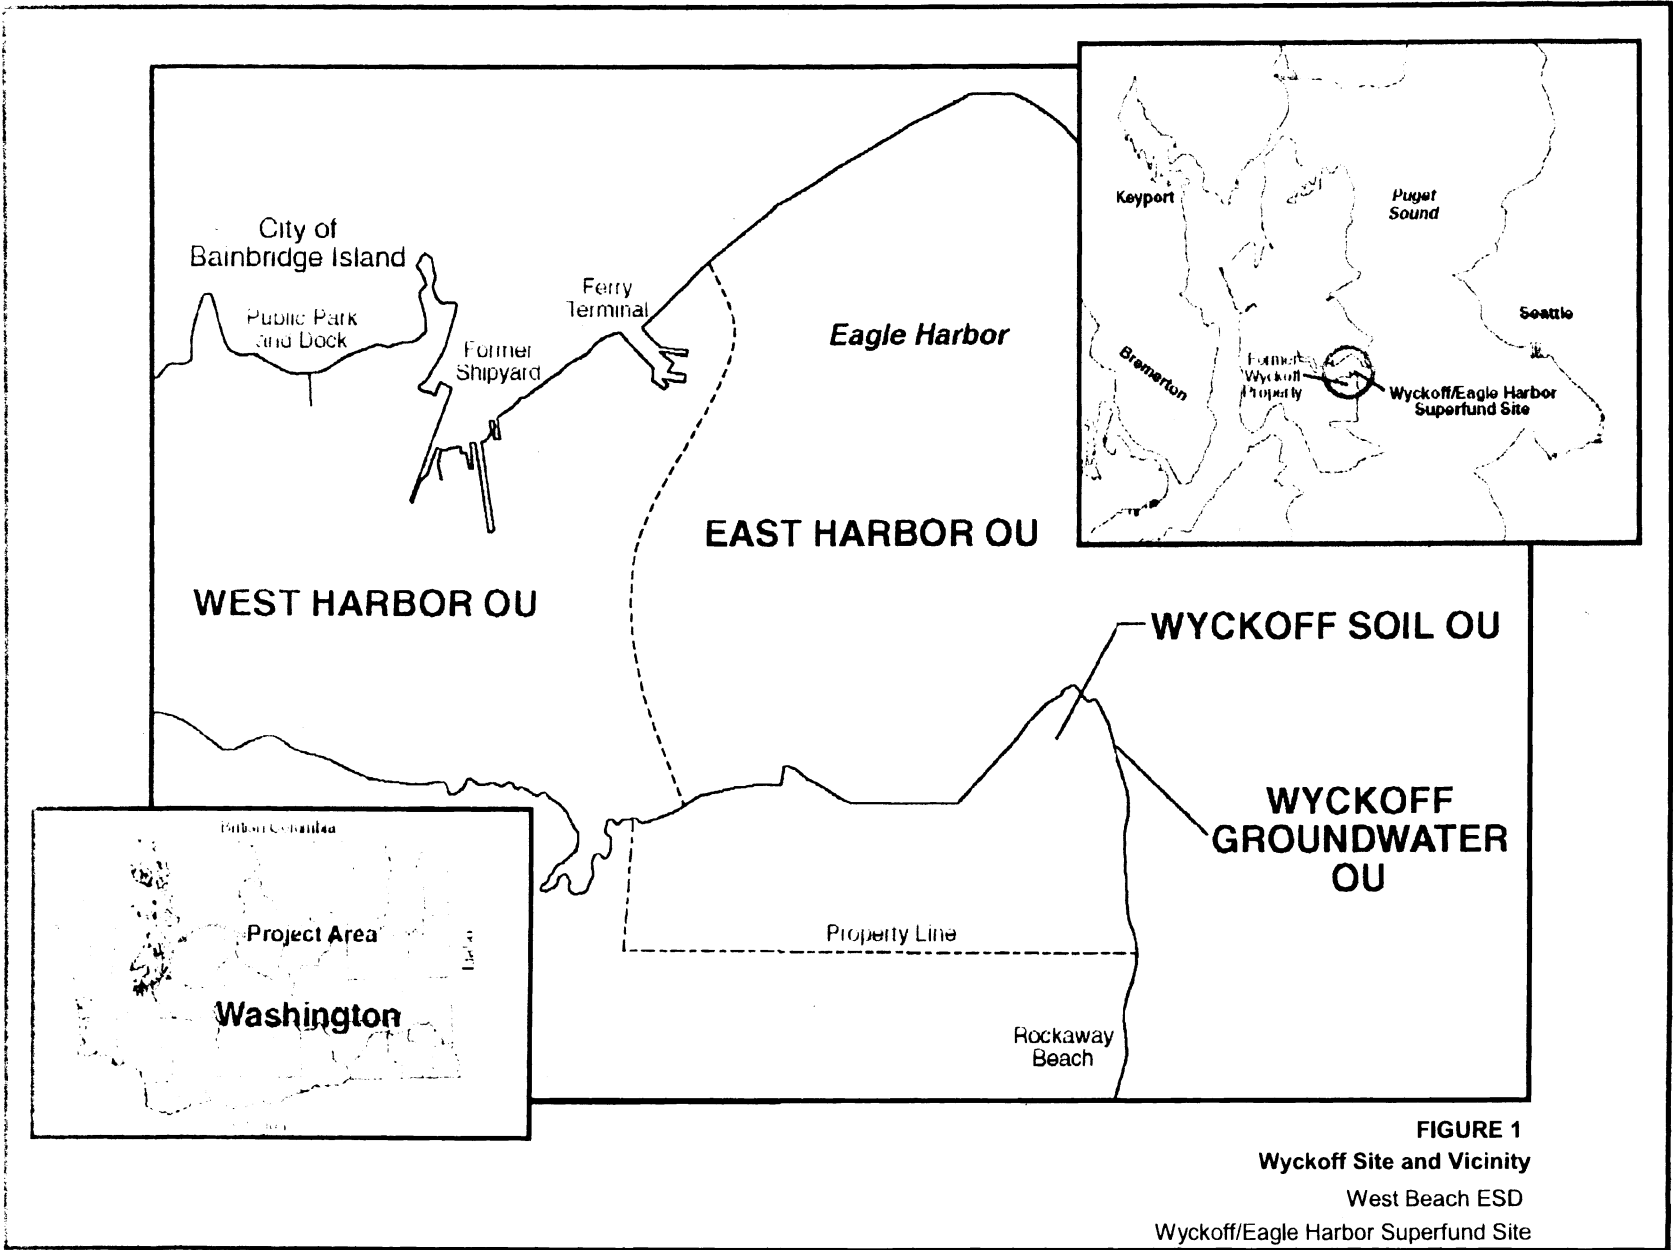 City of
Bainbridge Island
Public Park
and Dock
Former
Shipyard
Ferry
Terminal
Eagle Harbor
EAST HARBOR OU
WEST HARBOR OU
WYCKOFF SOIL OU
WYCKOFF
GROUNDWATER
OU
Property Line
Rockaway
Beach
Keyport
Puget
Sound
Seattle
Bremerton
Former
Wyckoff
Property
Wyckoff/Eagle Harbor
Superfund Site
British Columbia
Project Area
Idaho
Washington
FIGURE 1
Wyckoff Site and Vicinity
West Beach ESD
Wyckoff/Eagle Harbor Superfund Site